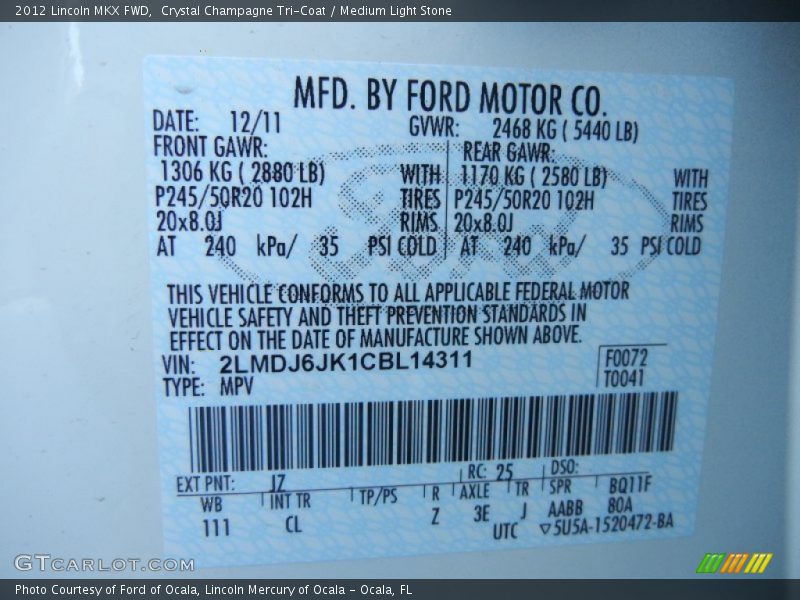 2012 Lincoln MKX FWD, Crystal Champagne Tri-Coat / Medium Light Stone
MFD. BY FORD MOTOR CO.
DATE: 12/11 GVWR: 2468 KG ( 5440 LB)
FRONT GAWR: REAR GAWR:
1306 KG ( 2880 LB) WITH 1170 KG ( 2580 LB) WITH
P245/50R20 102H TIRES P245/50R20 102H TIRES
20x8.0J RIMS 20x8.0J RIMS
AT 240 kPa/ 35 PSI COLD AT 240 kPa/ 35 PSI COLD
THIS VEHICLE CONFORMS TO ALL APPLICABLE FEDERAL MOTOR
VEHICLE SAFETY AND THEFT PREVENTION STANDARDS IN
EFFECT ON THE DATE OF MANUFACTURE SHOWN ABOVE.
VIN: 2LMDJ6JK1CBL14311 F0072
TYPE: MPV T0041
EXT PNT: JZ RC: 25 DSO:
WB INT TR TP/PS R AXLE TR SPR BQ11F
111 CL Z 3E J AABB 80A
UTC ▽5U5A-1520472-BA
GTCARLOT.COM
Photo Courtesy of Ford of Ocala, Lincoln Mercury of Ocala - Ocala, FL